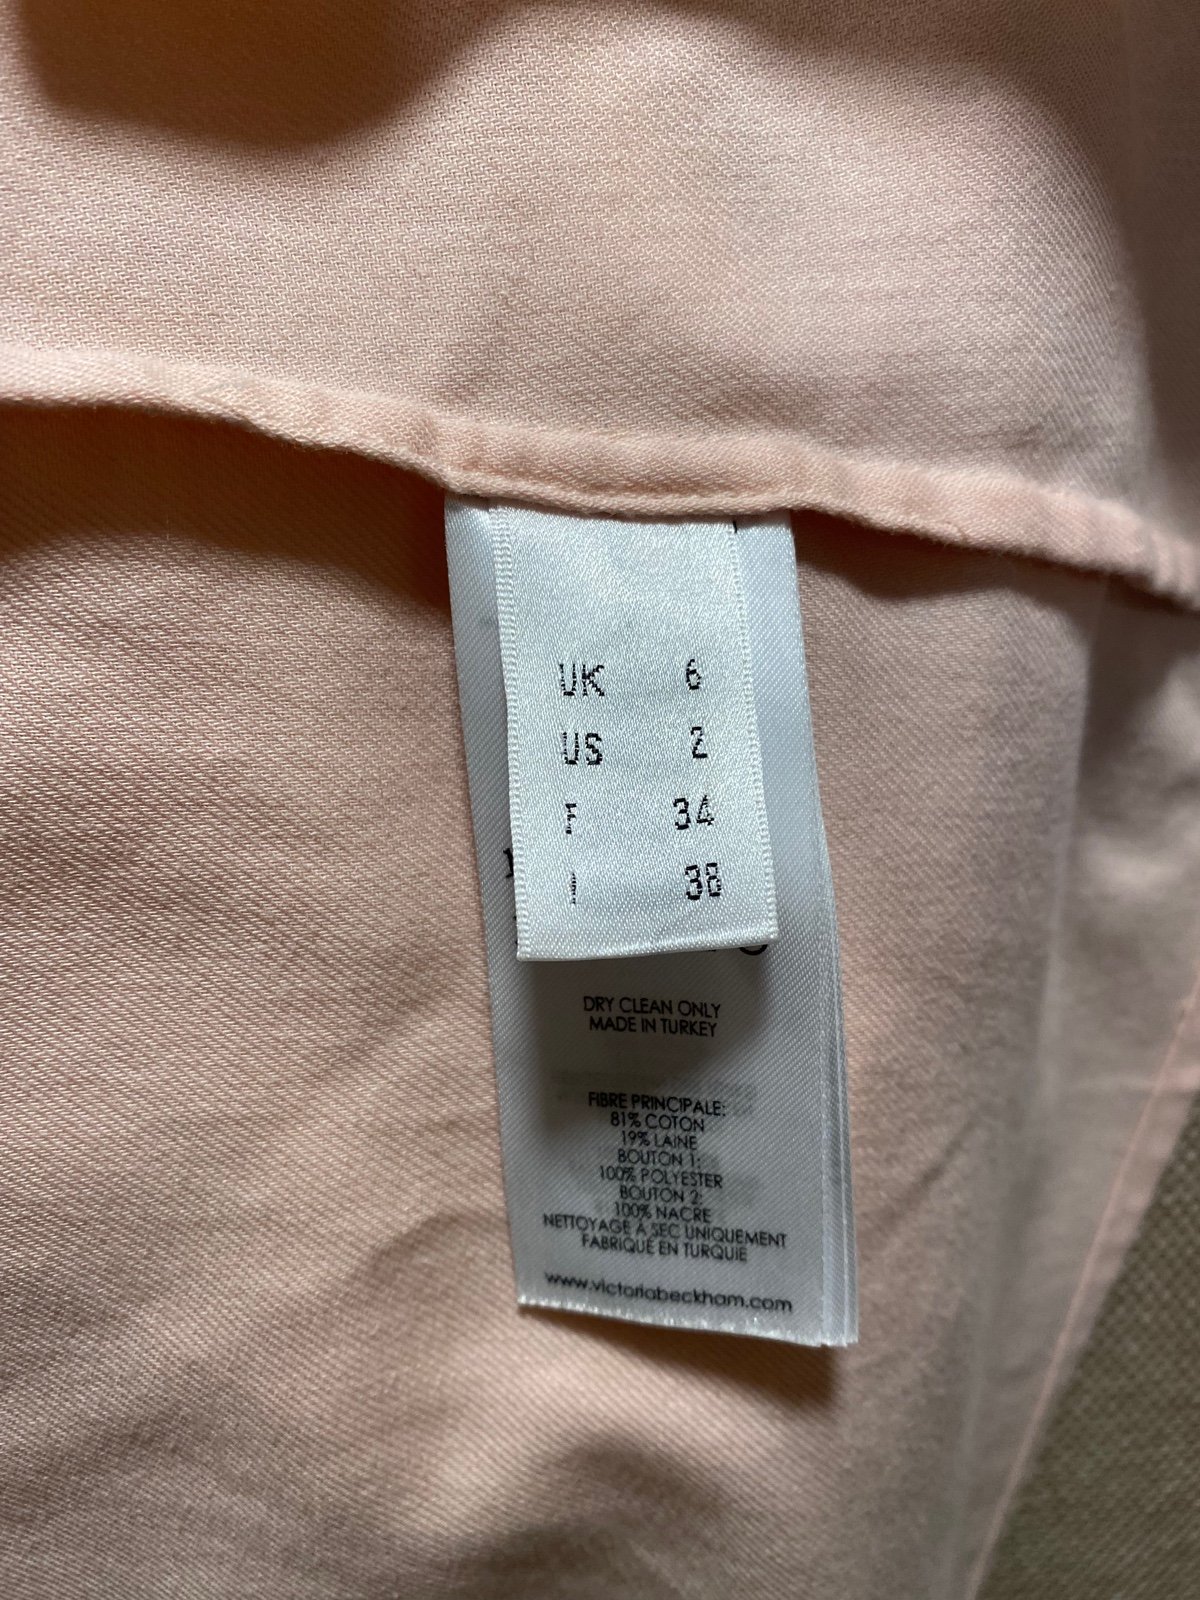 UK 6
US 2
F 34
I 38
DRY CLEAN ONLY
MADE IN TURKEY
FIBRE PRINCIPALE:
81% COTON
19% LAINE
BOUTON 1:
100% POLYESTER
BOUTON 2:
100% NACRE
NETTOYAGE À SEC UNIQUEMENT
FABRIQUÉ EN TURQUIE
www.victoriabeckham.com